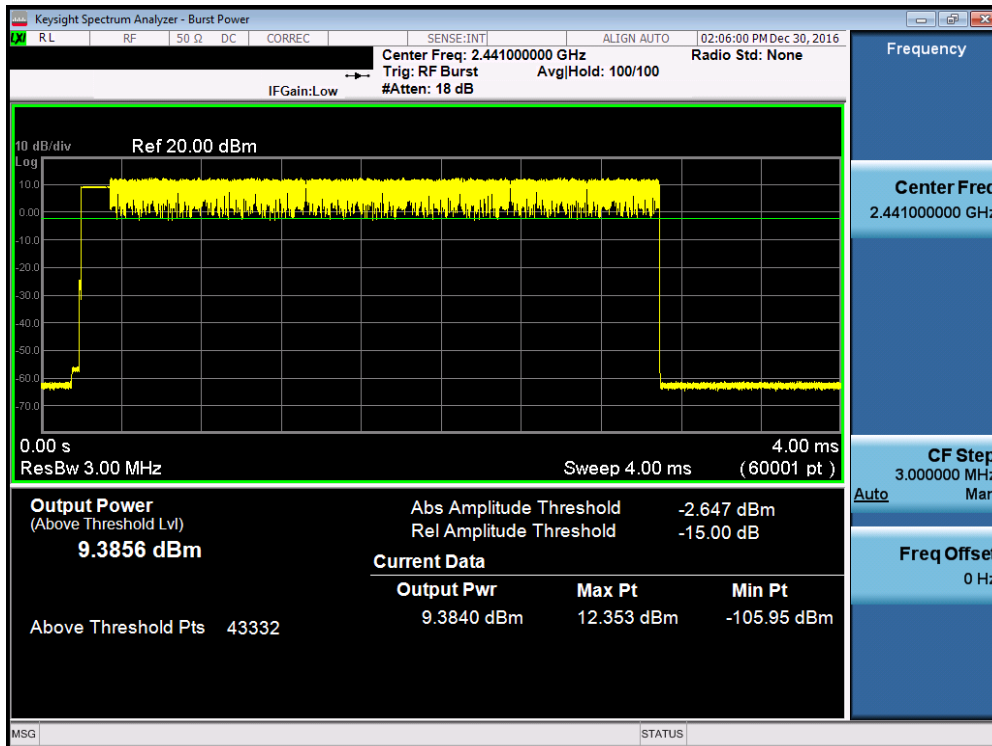 Keysight Spectrum Analyzer - Burst Power
LXI RL RF 50 Ω DC CORREC SENSE:INT ALIGN AUTO 02:06:00 PM Dec 30, 2016
Center Freq: 2.441000000 GHz Radio Std: None
Trig: RF Burst Avg|Hold: 100/100
IFGain:Low #Atten: 18 dB
10 dB/div Ref 20.00 dBm
Log
10.0
0.00
-10.0
-20.0
-30.0
-40.0
-50.0
-60.0
-70.0
0.00 s 4.00 ms
ResBw 3.00 MHz Sweep 4.00 ms (60001 pt )
Output Power
(Above Threshold Lvl)
9.3856 dBm
Above Threshold Pts 43332
Abs Amplitude Threshold -2.647 dBm
Rel Amplitude Threshold -15.00 dB
Current Data
Output Pwr Max Pt Min Pt
9.3840 dBm 12.353 dBm -105.95 dBm
Frequency
Center Freq
2.441000000 GHz
CF Step
3.000000 MHz
Auto Man
Freq Offset
0 Hz
MSG STATUS